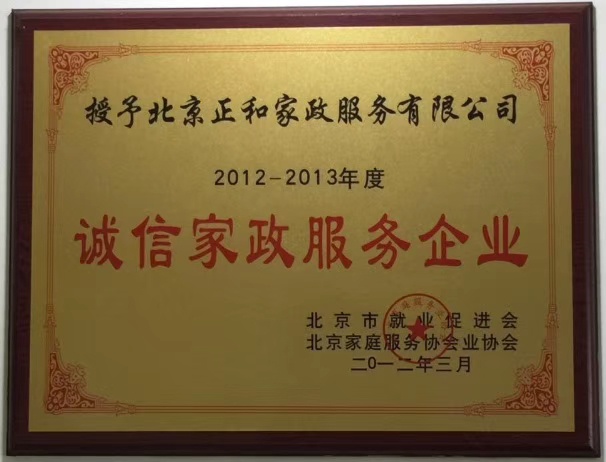 授予北京正和家政服务有限公司
2012-2013年度
诚信家政服务企业
北京市就业促进会
北京家庭服务协会业协会
二〇一二年三月